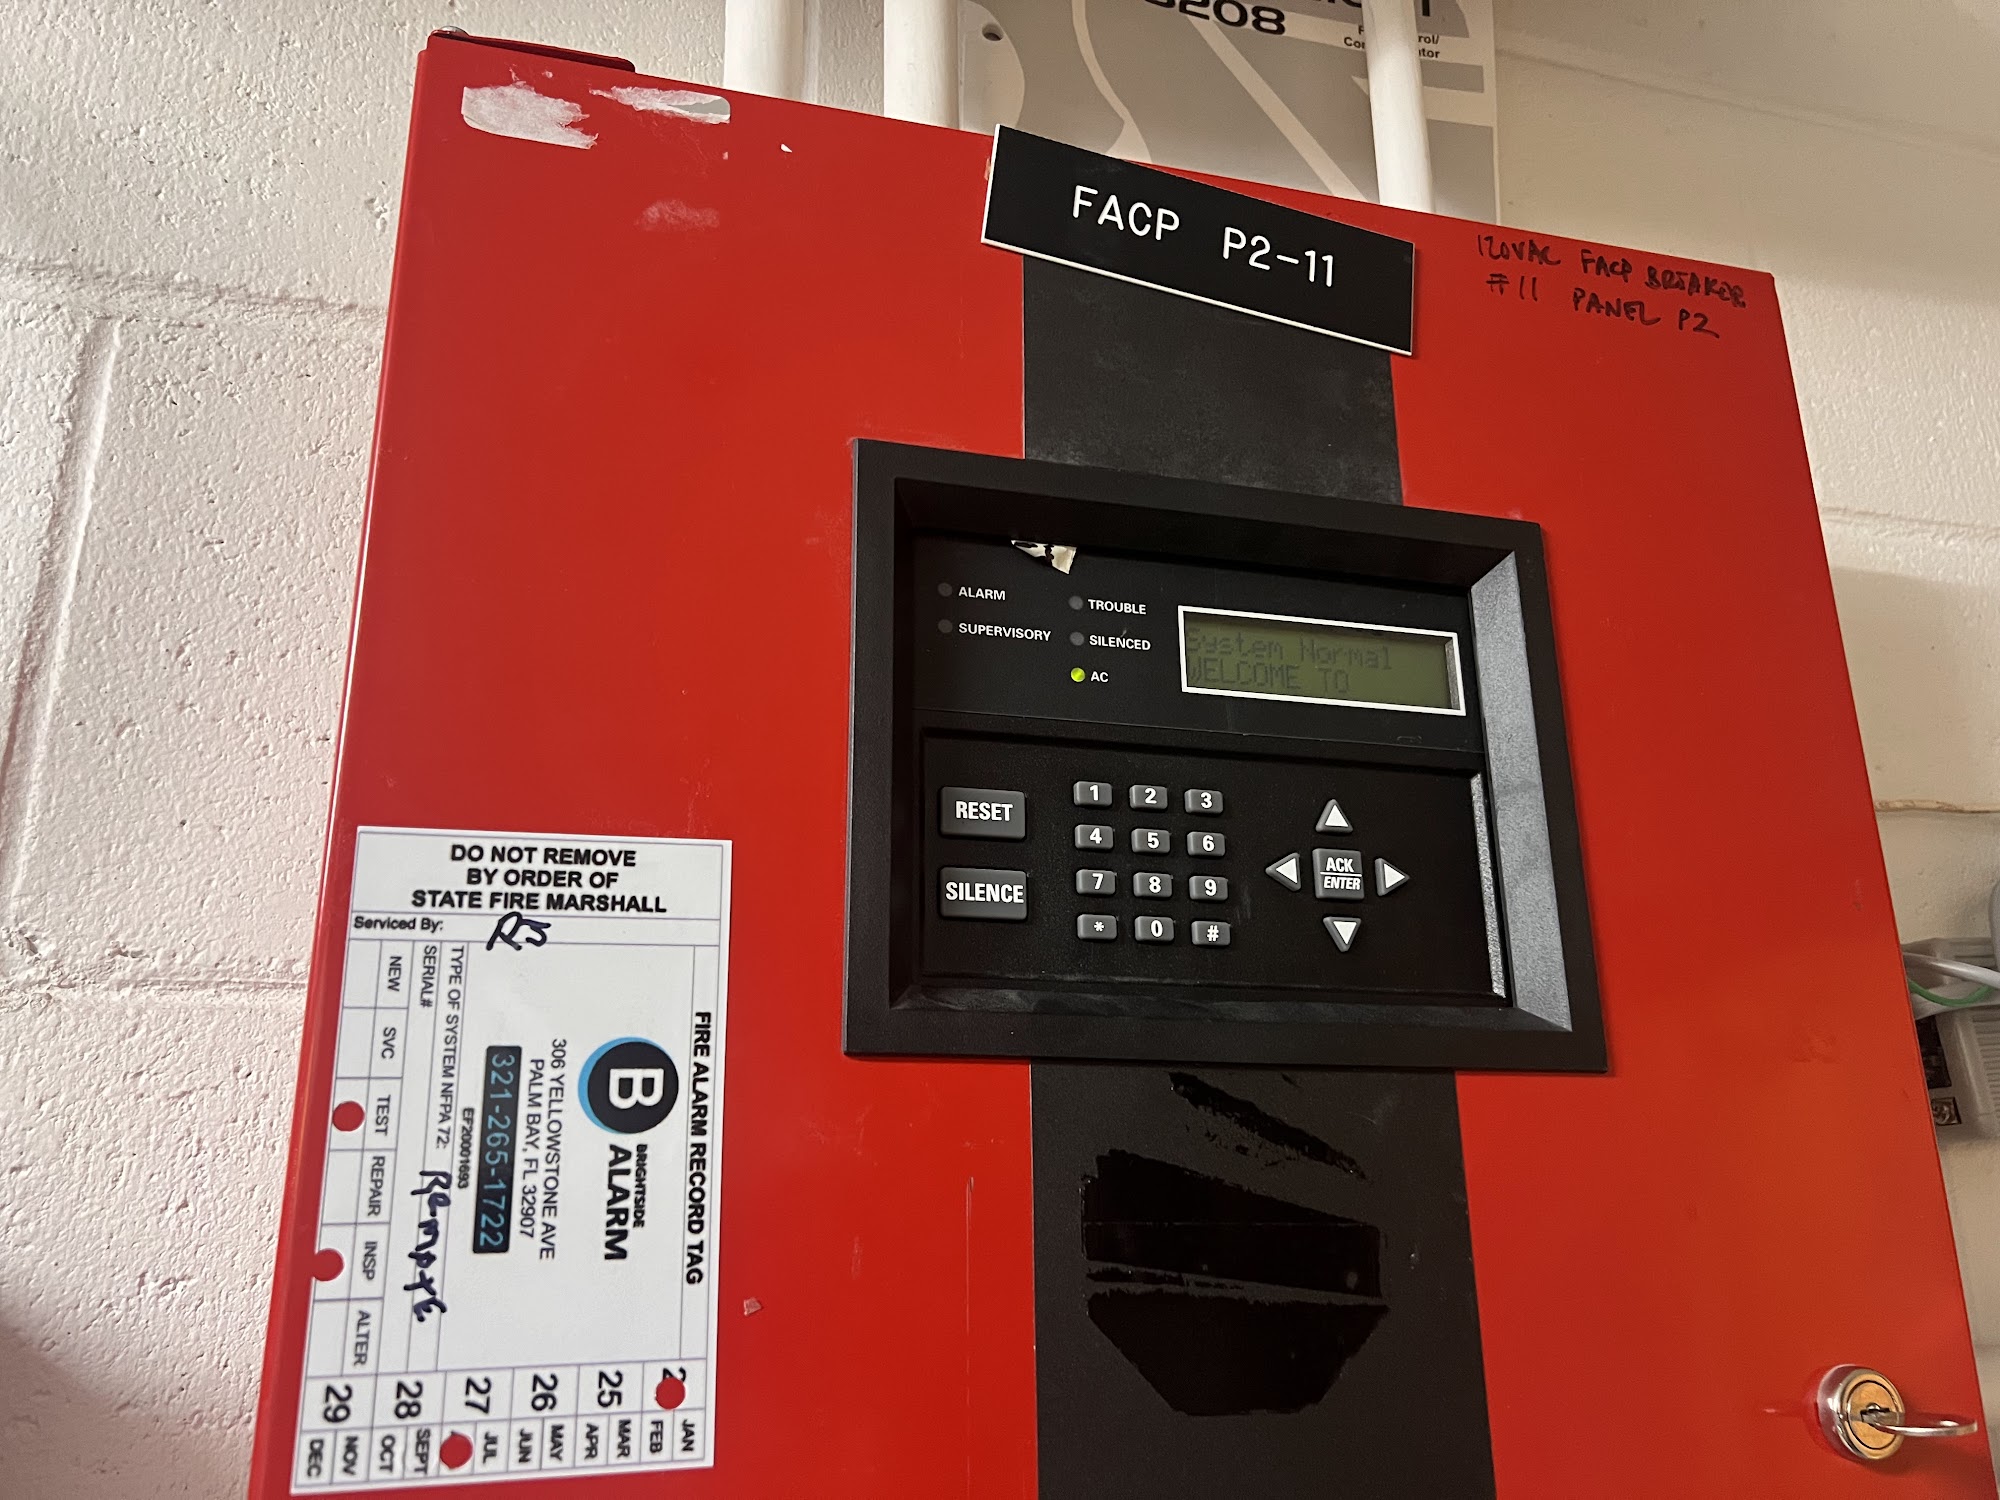 5208
FACP P2-11
120VAC FACP BREAKER
#11 PANEL P2
ALARM
SUPERVISORY
TROUBLE
SILENCED
AC
System Normal
WELCOME TO
RESET
SILENCE
1 2 3
4 5 6
7 8 9
* 0 #
ACK
ENTER
DO NOT REMOVE
BY ORDER OF
STATE FIRE MARSHALL
Serviced By: RS
FIRE ALARM RECORD TAG
B
BRIGHTSIDE
ALARM
306 YELLOWSTONE AVE
PALM BAY, FL 32907
321-265-1722
EF20001693
TYPE OF SYSTEM NFPA 72: Remote
SERIAL#
NEW SVC TEST REPAIR INSP ALTER
25 26 27 28 29
JAN FEB MAR APR MAY JUN JUL SEPT OCT NOV DEC